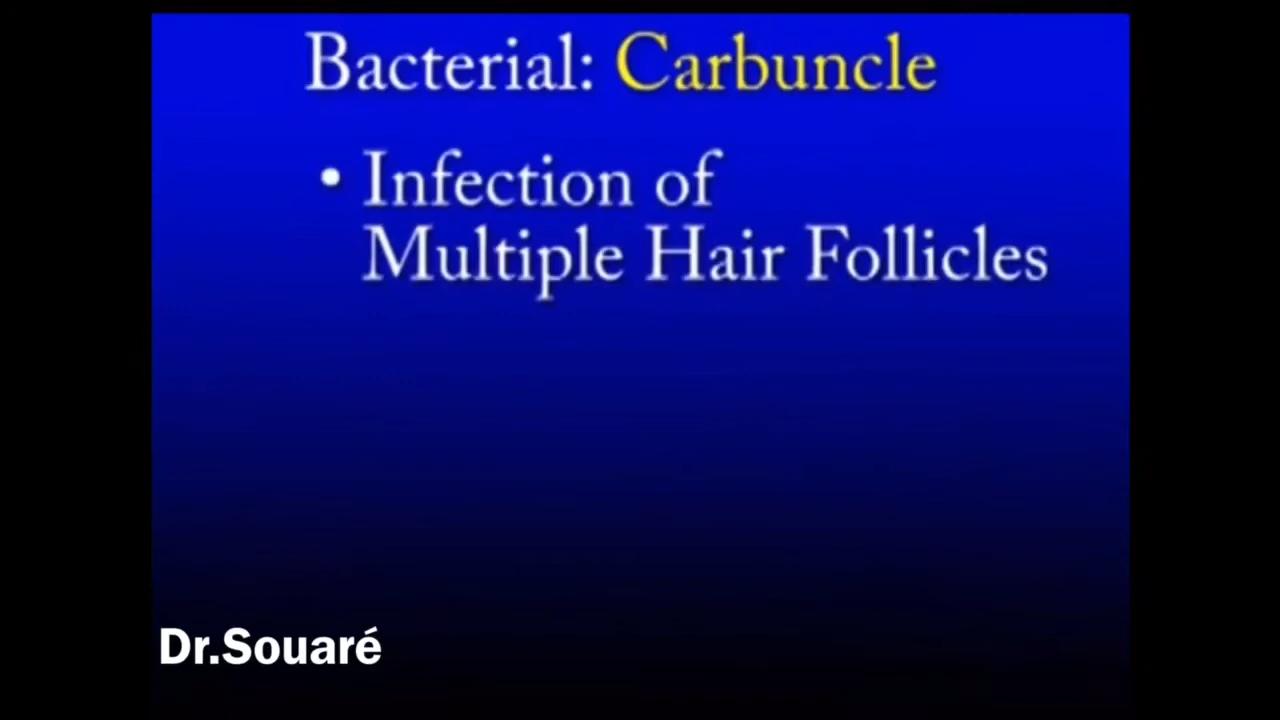 Bacterial: Carbuncle
• Infection of
Multiple Hair Follicles
Dr.Souaré